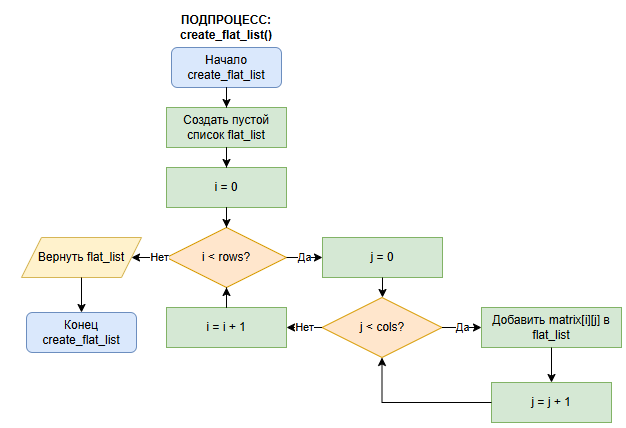 ПОДПРОЦЕСС:
create_flat_list()
Начало
create_flat_list
Создать пустой
список flat_list
i = 0
Вернуть flat_list
Нет
i < rows?
Да
j = 0
Конец
create_flat_list
i = i + 1
Нет
j < cols?
Да
Добавить matrix[i][j] в
flat_list
j = j + 1